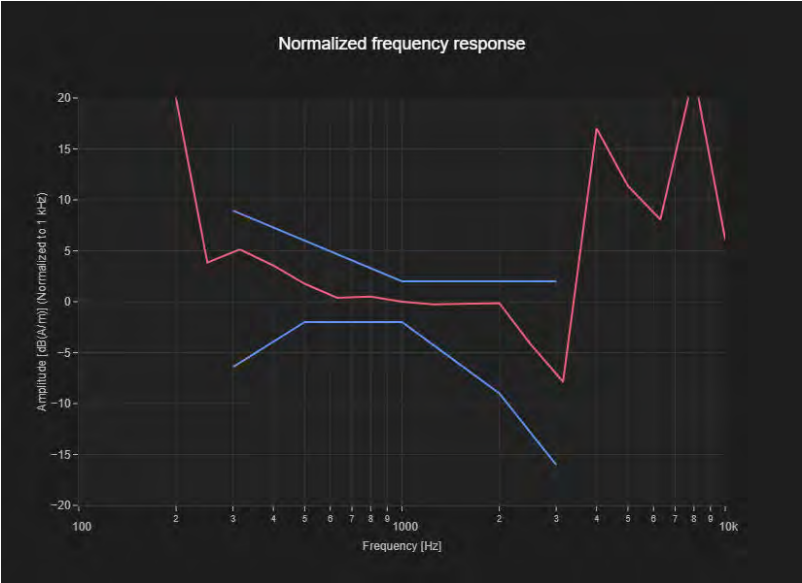 Normalized frequency response
Amplitude [dB(A/m)] (Normalized to 1 kHz)
20
15
10
5
0
−5
−10
−15
−20
100 2 3 4 5 6 7 8 9 1000 2 3 4 5 6 7 8 9 10k
Frequency [Hz]